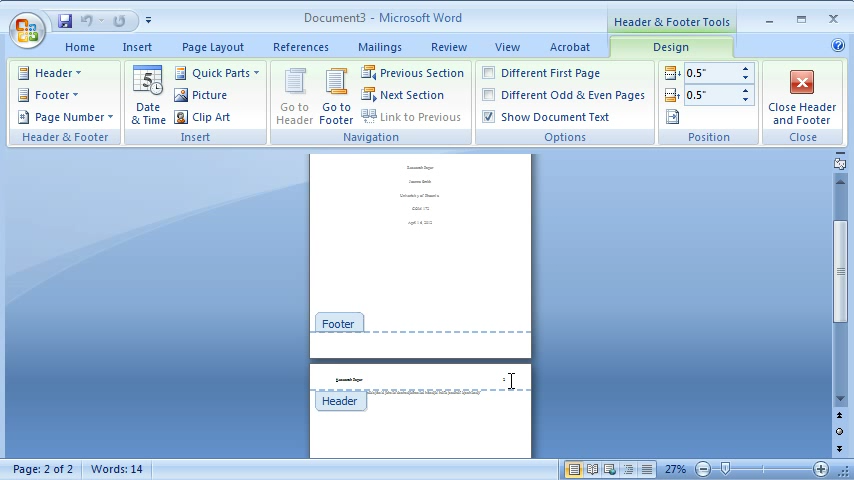 Document3 - Microsoft Word
Header & Footer Tools
Home Insert Page Layout References Mailings Review View Acrobat Design
Header
Footer
Page Number
Header & Footer
5
Date & Time
Quick Parts
Picture
Clip Art
Insert
Go to Header
Go to Footer
Previous Section
Next Section
Link to Previous
Navigation
Different First Page
Different Odd & Even Pages
Show Document Text
Options
0.5"
0.5"
Position
Close Header and Footer
Close
Footer
Header
Page: 2 of 2 Words: 14 27%